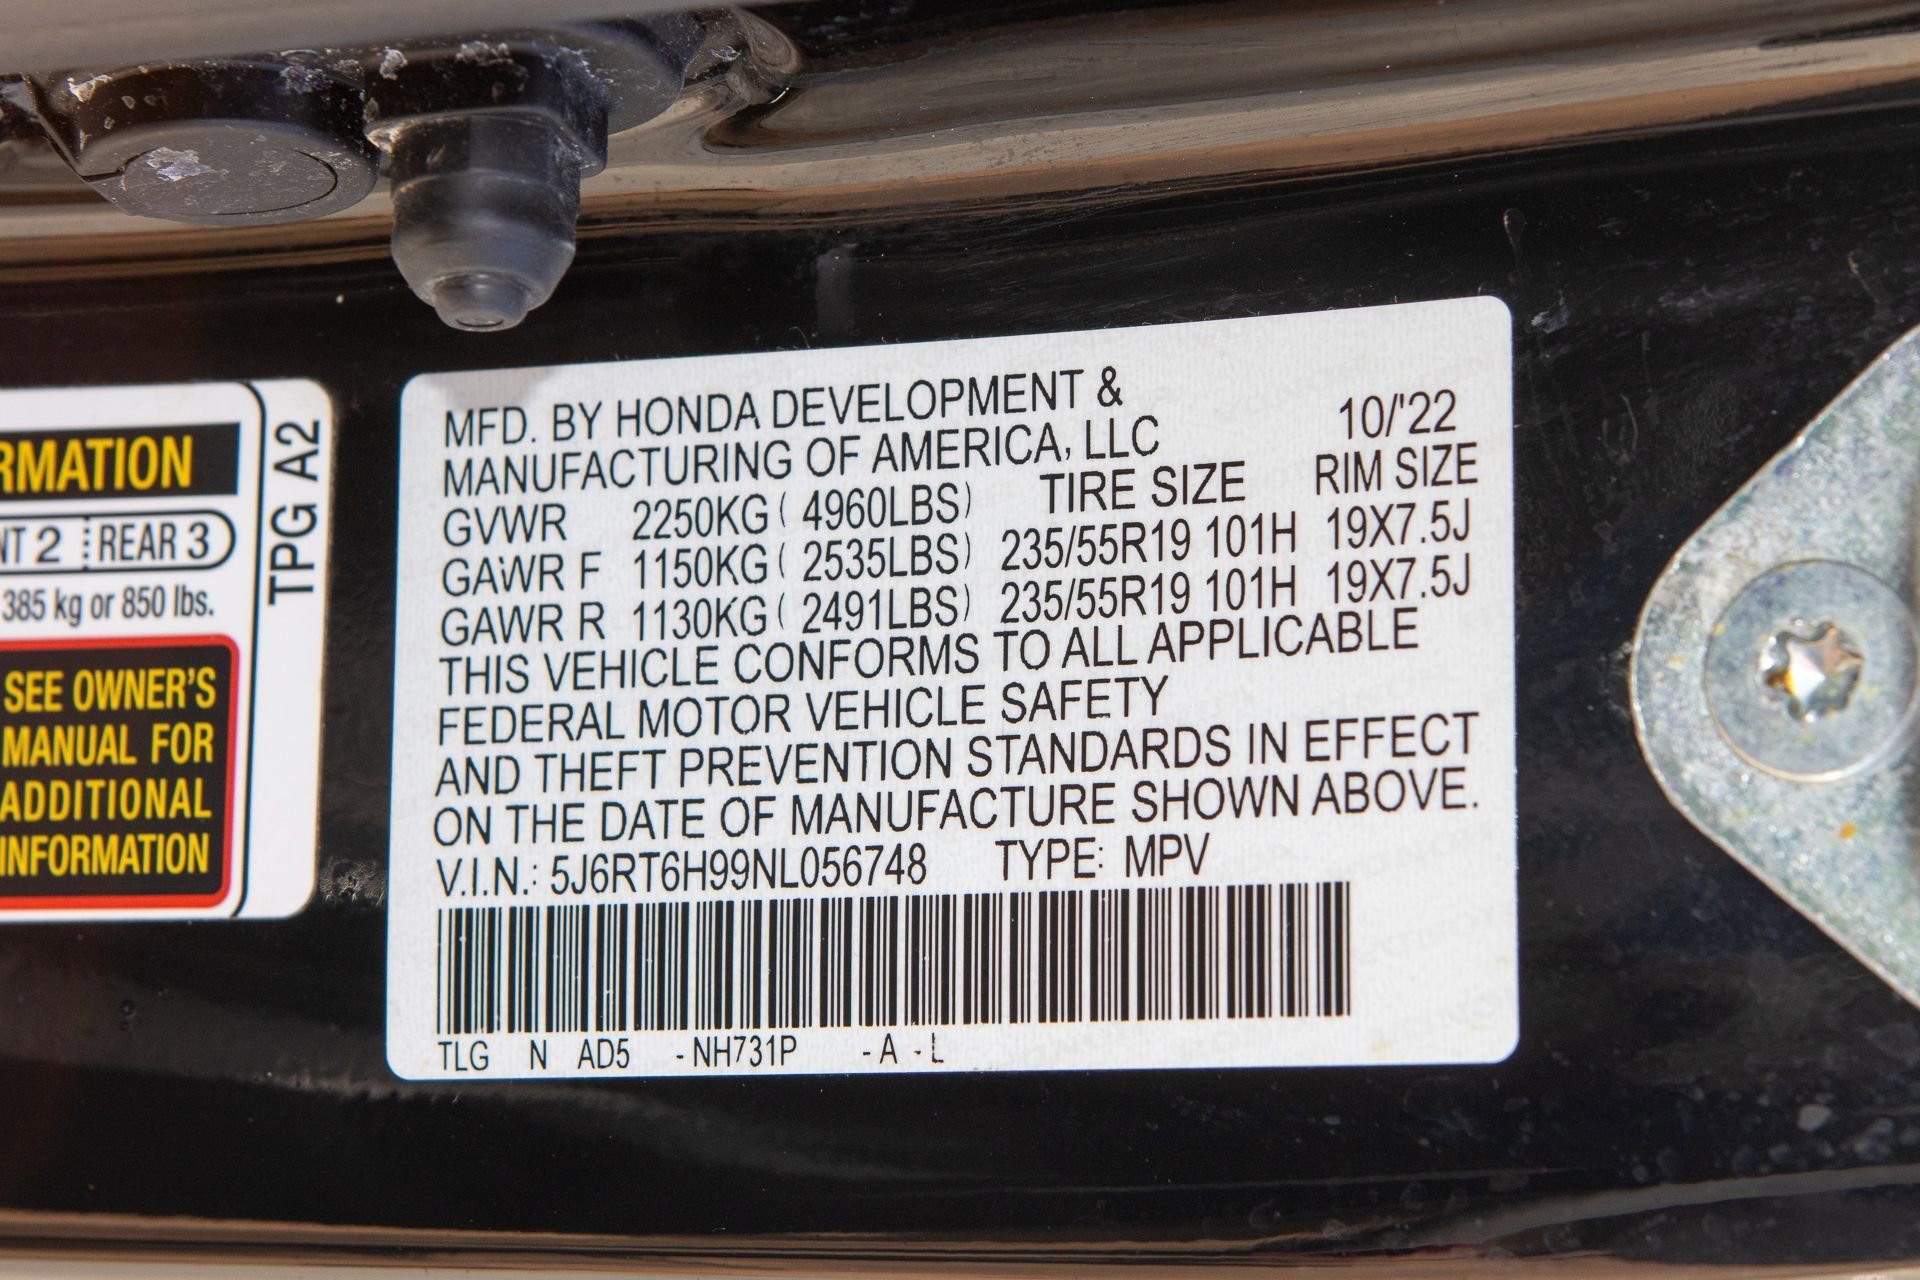 RMATION
NT 2 REAR 3
385 kg or 850 lbs.
SEE OWNER'S
MANUAL FOR
ADDITIONAL
INFORMATION
TPG A2
MFD. BY HONDA DEVELOPMENT &
MANUFACTURING OF AMERICA, LLC 10/'22
GVWR 2250KG ( 4960LBS) TIRE SIZE RIM SIZE
GAWR F 1150KG ( 2535LBS) 235/55R19 101H 19X7.5J
GAWR R 1130KG ( 2491LBS) 235/55R19 101H 19X7.5J
THIS VEHICLE CONFORMS TO ALL APPLICABLE
FEDERAL MOTOR VEHICLE SAFETY
AND THEFT PREVENTION STANDARDS IN EFFECT
ON THE DATE OF MANUFACTURE SHOWN ABOVE.
V.I.N.: 5J6RT6H99NL056748 TYPE: MPV
TLG N AD5 - NH731P - A - L